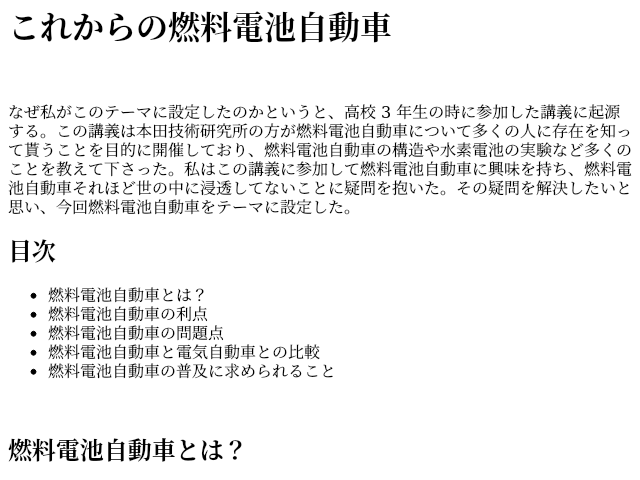 これからの燃料電池自動車
なぜ私がこのテーマに設定したのかというと、高校 3 年生の時に参加した講義に起源
する。この講義は本田技術研究所の方が燃料電池自動車について多くの人に存在を知っ
て貰うことを目的に開催しており、燃料電池自動車の構造や水素電池の実験など多くの
ことを教えて下さった。私はこの講義に参加して燃料電池自動車に興味を持ち、燃料電
池自動車それほど世の中に浸透してないことに疑問を抱いた。その疑問を解決したいと
思い、今回燃料電池自動車をテーマに設定した。
目次
• 燃料電池自動車とは？
• 燃料電池自動車の利点
• 燃料電池自動車の問題点
• 燃料電池自動車と電気自動車との比較
• 燃料電池自動車の普及に求められること
燃料電池自動車とは？